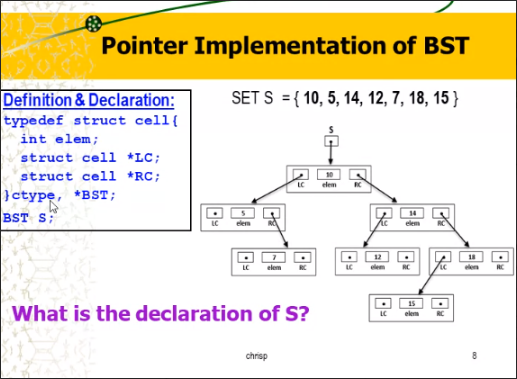 Pointer Implementation of BST
Definition & Declaration:
typedef struct cell{
int elem;
struct cell *LC;
struct cell *RC;
}ctype, *BST;
BST S;
SET S = { 10, 5, 14, 12, 7, 18, 15 }
S
10
LC elem RC
5
LC elem RC
14
LC elem RC
7
LC elem RC
12
LC elem RC
18
LC elem RC
15
LC elem RC
What is the declaration of S?
chrisp
8